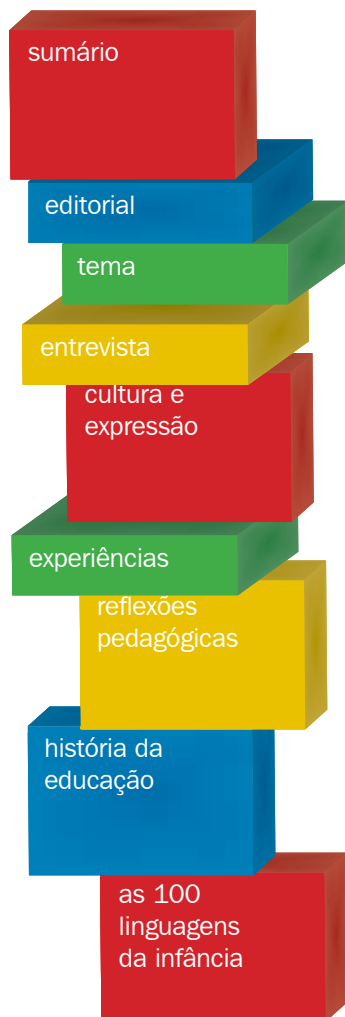 sumário
editorial
tema
entrevista
cultura e
expressão
experiências
reflexões
pedagógicas
história da
educação
as 100
linguagens
da infância